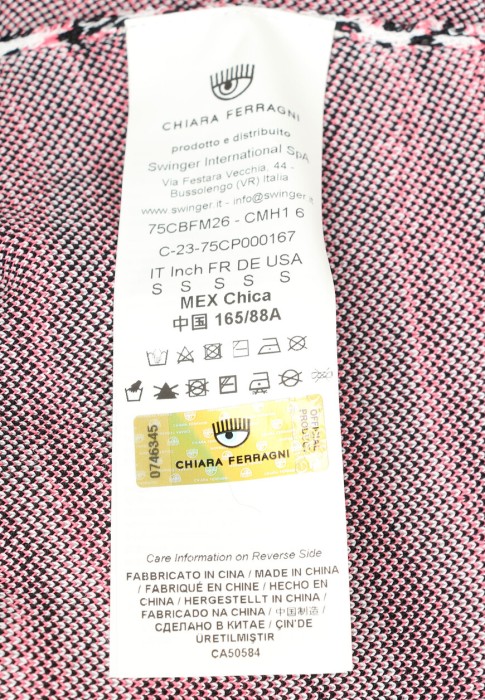 CHIARA FERRAGNI
prodotto e distribuito
Swinger International SpA
Via Festara Vecchia, 44 -
Bussolengo (VR) Italia
www.swinger.it - info@swinger.it
75CBFM26 - CMH1 6
C-23-75CP000167
IT Inch FR DE USA
S S S S S
MEX Chica
中国 165/88A
0746345
CHIARA FERRAGNI
OFFICIAL
PRODUCT
Care Information on Reverse Side
FABBRICATO IN CINA / MADE IN CHINA
/ FABRIQUÉ EN CHINE / HECHO EN
CHINA / HERGESTELLT IN CHINA /
FABRICADO NA CHINA / 中国制造 /
СДЕЛАНО В КИТАЕ / ÇIN'DE
ÜRETILMIŞTIR
CA50584